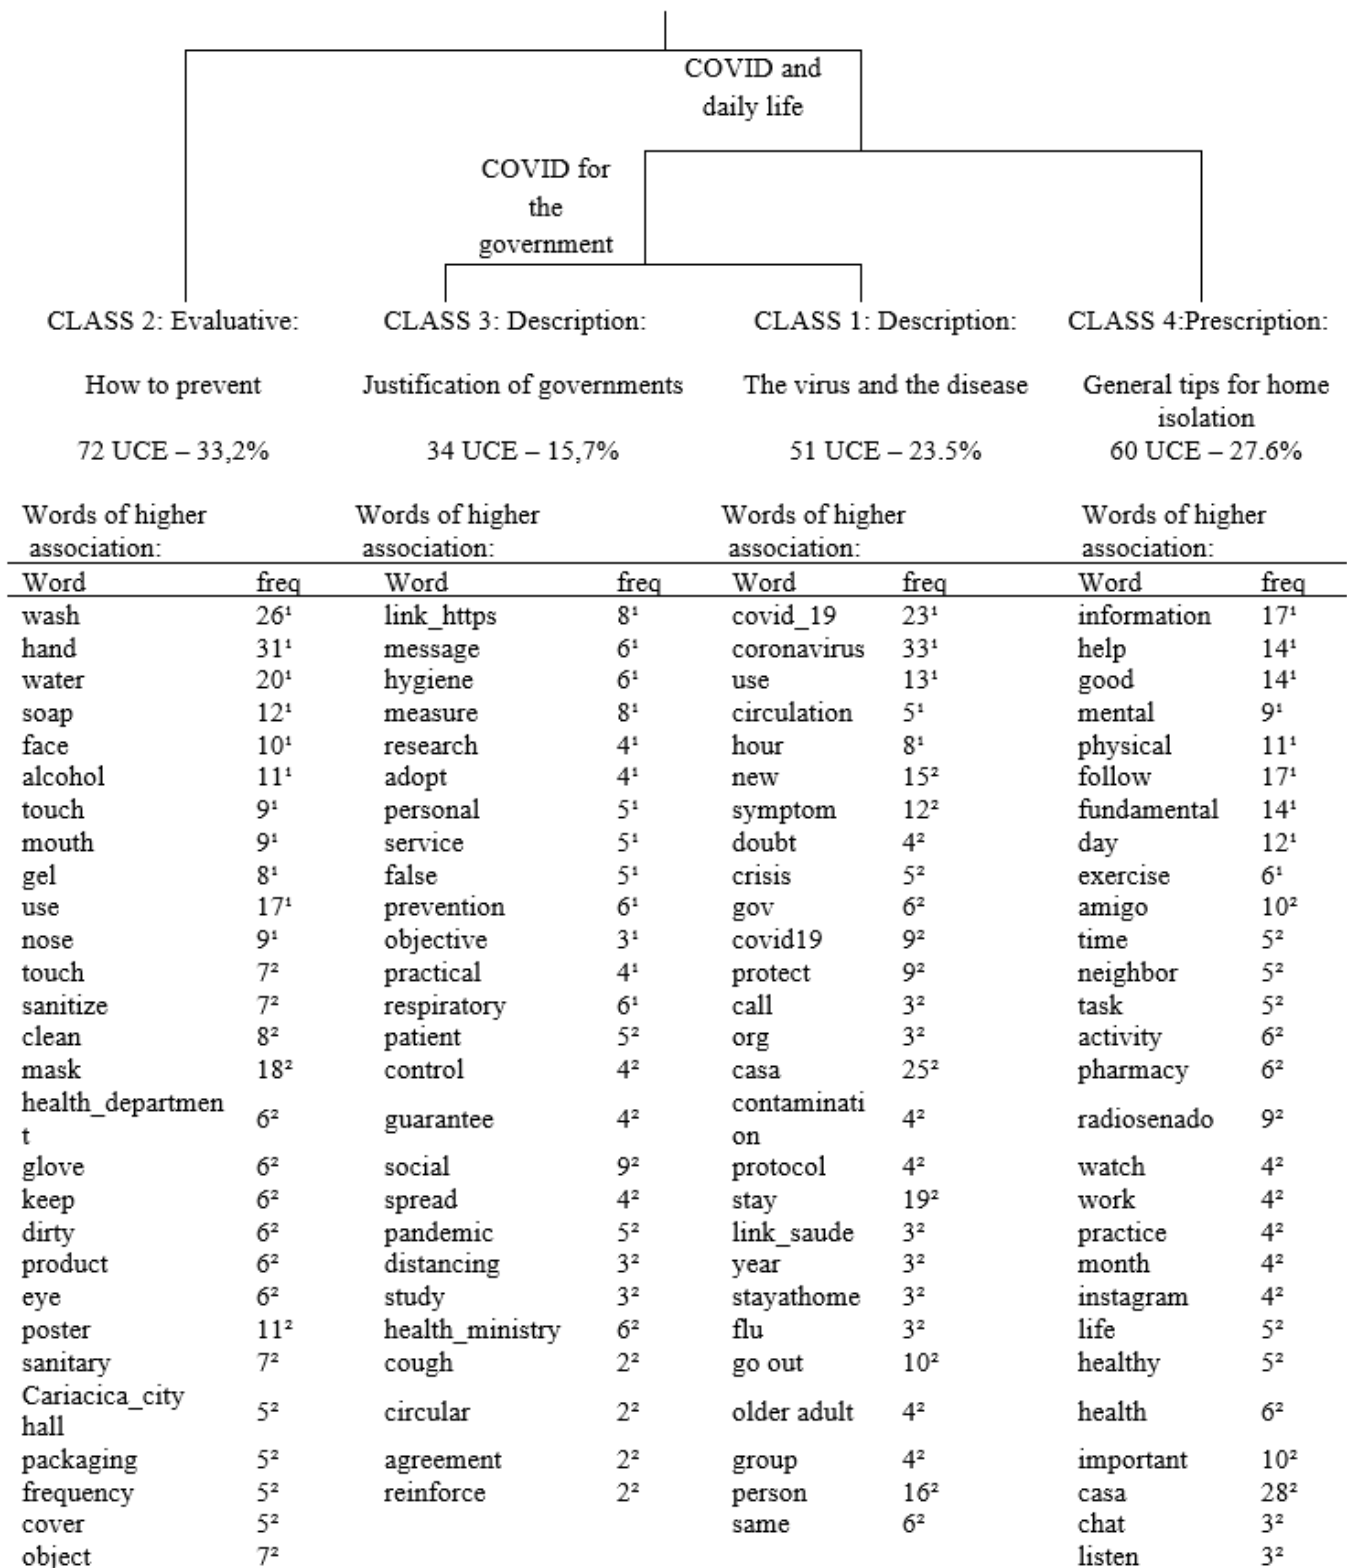 COVID and
daily life
COVID for
the
government
CLASS 2: Evaluative: CLASS 3: Description: CLASS 1: Description: CLASS 4:Prescription:
How to prevent Justification of governments The virus and the disease General tips for home
isolation
72 UCE – 33,2% 34 UCE – 15,7% 51 UCE – 23.5% 60 UCE – 27.6%
Words of higher Words of higher Words of higher Words of higher
association: association: association: association:
Word freq Word freq Word freq Word freq
wash 26¹ link_https 8¹ covid_19 23¹ information 17¹
hand 31¹ message 6¹ coronavirus 33¹ help 14¹
water 20¹ hygiene 6¹ use 13¹ good 14¹
soap 12¹ measure 8¹ circulation 5¹ mental 9¹
face 10¹ research 4¹ hour 8¹ physical 11¹
alcohol 11¹ adopt 4¹ new 15² follow 17¹
touch 9¹ personal 5¹ symptom 12² fundamental 14¹
mouth 9¹ service 5¹ doubt 4² day 12¹
gel 8¹ false 5¹ crisis 5² exercise 6¹
use 17¹ prevention 6¹ gov 6² amigo 10²
nose 9¹ objective 3¹ covid19 9² time 5²
touch 7² practical 4¹ protect 9² neighbor 5²
sanitize 7² respiratory 6¹ call 3² task 5²
clean 8² patient 5² org 3² activity 6²
mask 18² control 4² casa 25² pharmacy 6²
health_departmen
t 6² guarantee 4² contaminati
on 4² radiosenado 9²
glove 6² social 9² protocol 4² watch 4²
keep 6² spread 4² stay 19² work 4²
dirty 6² pandemic 5² link_saude 3² practice 4²
product 6² distancing 3² year 3² month 4²
eye 6² study 3² stayathome 3² instagram 4²
poster 11² health_ministry 6² flu 3² life 5²
sanitary 7² cough 2² go out 10² healthy 5²
Cariacica_city
hall 5² circular 2² older adult 4² health 6²
packaging 5² agreement 2² group 4² important 10²
frequency 5² reinforce 2² person 16² casa 28²
cover 5² same 6² chat 3²
object 7² listen 3²